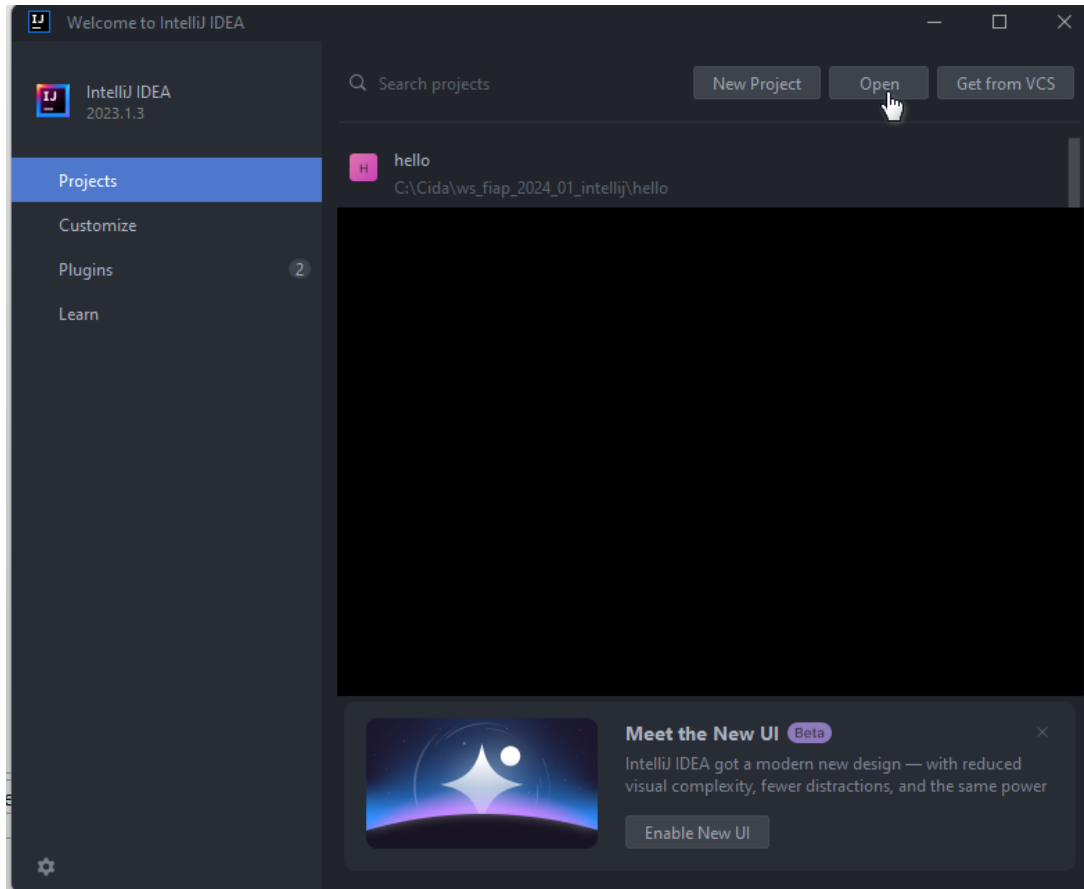 Welcome to IntelliJ IDEA
IntelliJ IDEA
2023.1.3
Search projects
New Project
Open
Get from VCS
Projects
Customize
Plugins
2
Learn
H
hello
C:\Cida\ws_fiap_2024_01_intellij\hello
Meet the New UI Beta
IntelliJ IDEA got a modern new design — with reduced
visual complexity, fewer distractions, and the same power
Enable New UI